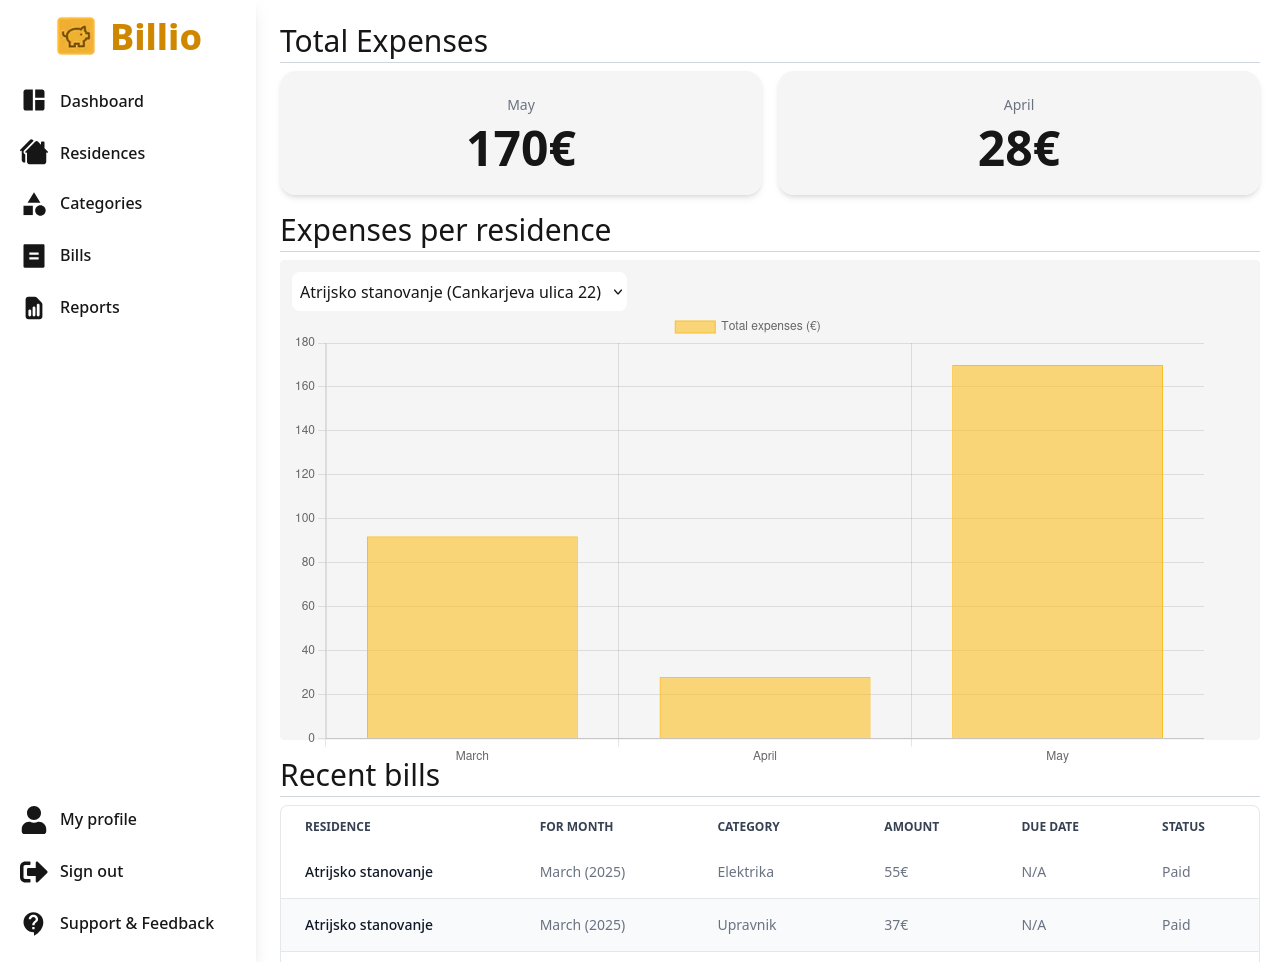 Billio
Dashboard
Residences
Categories
Bills
Reports
My profile
Sign out
Support & Feedback
Total Expenses
May
170€
April
28€
Expenses per residence
Atrijsko stanovanje (Cankarjeva ulica 22)
Total expenses (€)
180
160
140
120
100
80
60
40
20
0
March April May
Recent bills
RESIDENCE FOR MONTH CATEGORY AMOUNT DUE DATE STATUS
Atrijsko stanovanje March (2025) Elektrika 55€ N/A Paid
Atrijsko stanovanje March (2025) Upravnik 37€ N/A Paid